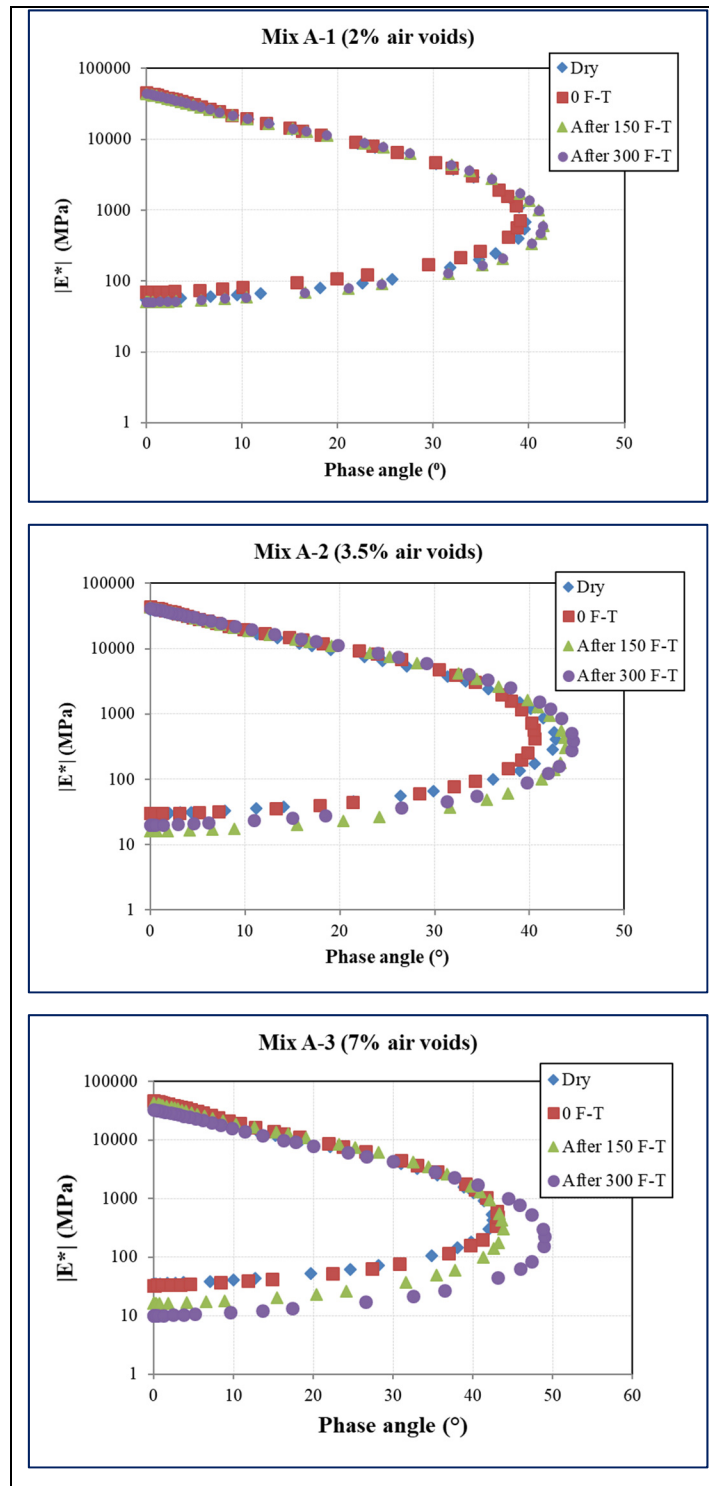 Mix A-1 (2% air voids)
Dry
0 F-T
After 150 F-T
After 300 F-T
100000
10000
1000
100
10
1
|E*| (MPa)
0 10 20 30 40 50
Phase angle (⁰)
Mix A-2 (3.5% air voids)
Dry
0 F-T
After 150 F-T
After 300 F-T
100000
10000
1000
100
10
1
|E*| (MPa)
0 10 20 30 40 50
Phase angle (°)
Mix A-3 (7% air voids)
Dry
0 F-T
After 150 F-T
After 300 F-T
100000
10000
1000
100
10
1
|E*| (MPa)
0 10 20 30 40 50 60
Phase angle (°)